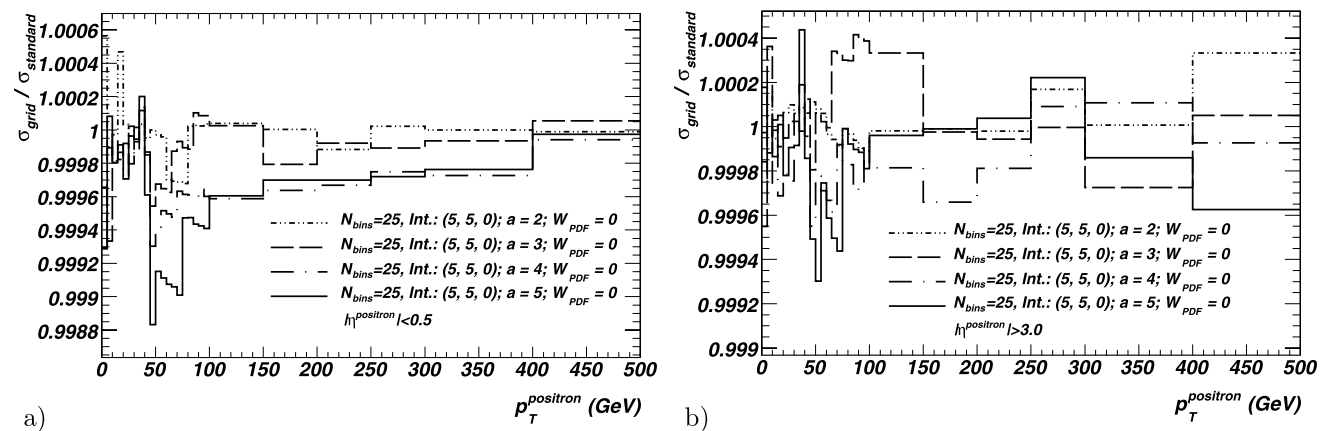 σ_grid / σ_standard
1.0006
1.0004
1.0002
1
0.9998
0.9996
0.9994
0.9992
0.999
0.9988
N_bins=25, Int.: (5, 5, 0); a = 2; W_PDF = 0
N_bins=25, Int.: (5, 5, 0); a = 3; W_PDF = 0
N_bins=25, Int.: (5, 5, 0); a = 4; W_PDF = 0
N_bins=25, Int.: (5, 5, 0); a = 5; W_PDF = 0
|η^positron|<0.5
0 50 100 150 200 250 300 350 400 450 500
p_T^positron (GeV)
a)
σ_grid / σ_standard
1.0004
1.0002
1
0.9998
0.9996
0.9994
0.9992
0.999
N_bins=25, Int.: (5, 5, 0); a = 2; W_PDF = 0
N_bins=25, Int.: (5, 5, 0); a = 3; W_PDF = 0
N_bins=25, Int.: (5, 5, 0); a = 4; W_PDF = 0
N_bins=25, Int.: (5, 5, 0); a = 5; W_PDF = 0
|η^positron|>3.0
0 50 100 150 200 250 300 350 400 450 500
p_T^positron (GeV)
b)